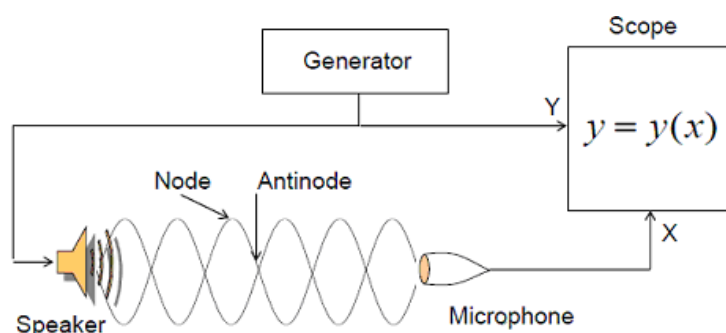 Scope
Generator
Y
y = y(x)
Node
Antinode
X
Speaker
Microphone